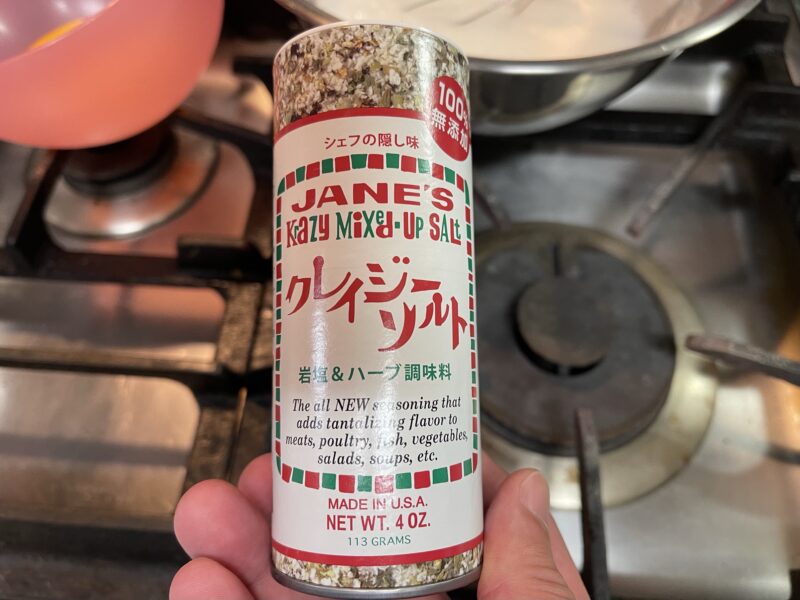 100%
無添加
シェフの隠し味
JANE'S
Krazy Mixed-Up Salt
クレイジー
ソルト
岩塩&ハーブ調味料
The all NEW seasoning that
adds tantalizing flavor to
meats, poultry, fish, vegetables,
salads, soups, etc.
MADE IN U.S.A.
NET WT. 4 OZ.
113 GRAMS